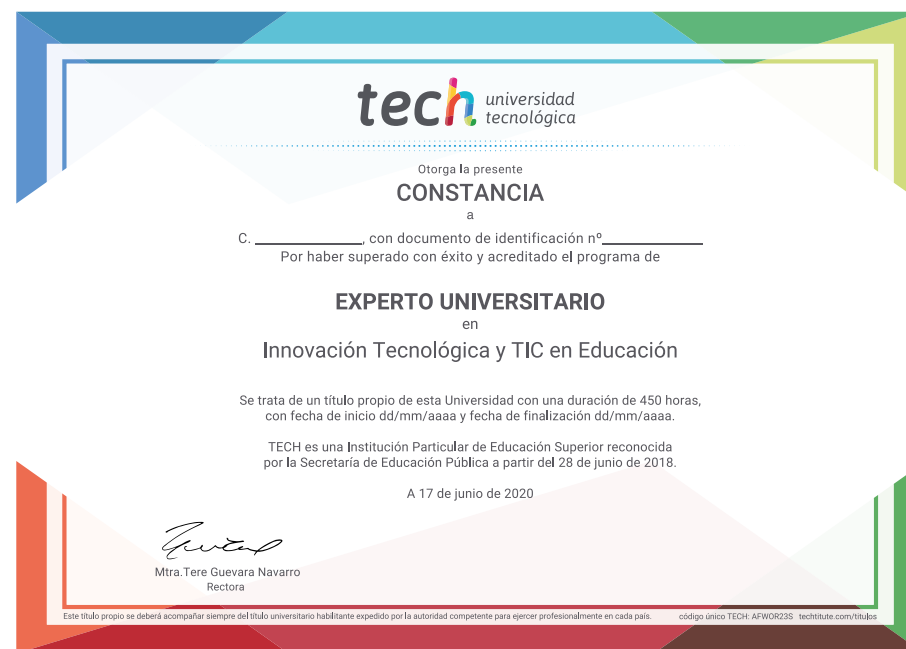 tech universidad
tecnológica
Otorga la presente
CONSTANCIA
a
C. ____________, con documento de identificación nº____________
Por haber superado con éxito y acreditado el programa de
EXPERTO UNIVERSITARIO
en
Innovación Tecnológica y TIC en Educación
Se trata de un título propio de esta Universidad con una duración de 450 horas,
con fecha de inicio dd/mm/aaaa y fecha de finalización dd/mm/aaaa.
TECH es una Institución Particular de Educación Superior reconocida
por la Secretaría de Educación Pública a partir del 28 de junio de 2018.
A 17 de junio de 2020
Mtra.Tere Guevara Navarro
Rectora
Este título propio se deberá acompañar siempre del título universitario habilitante expedido por la autoridad competente para ejercer profesionalmente en cada país. código único TECH: AFWOR23S techtitute.com/titulos